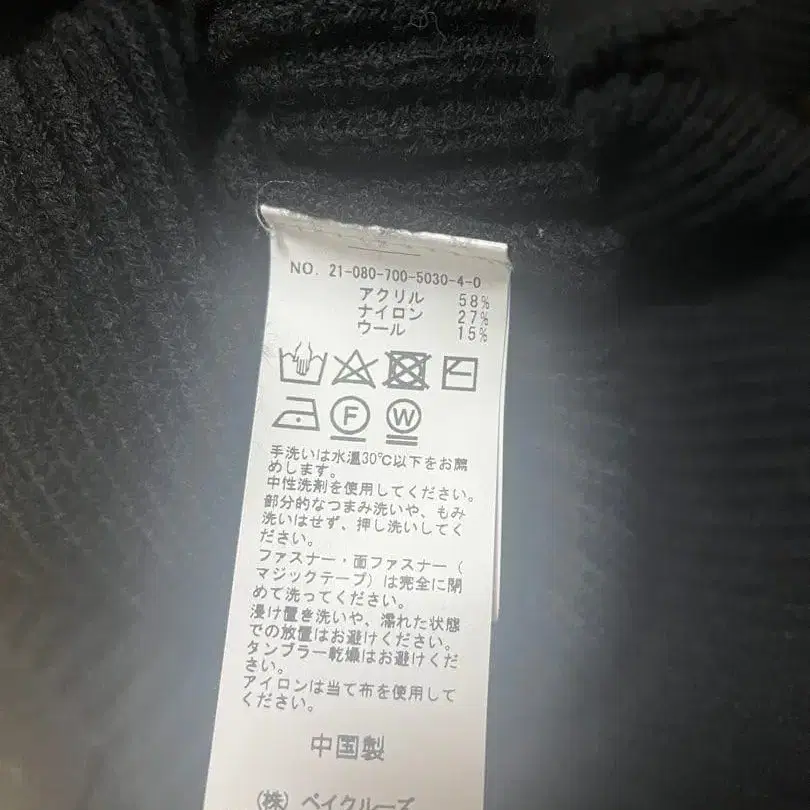 NO. 21-080-700-5030-4-0
アクリル 58%
ナイロン 27%
ウール 15%
F W
手洗いは水温30℃以下をお薦
めします。
中性洗剤を使用してください。
部分的なつまみ洗いや、もみ
洗いはせず、押し洗いしてく
ださい。
ファスナー・面ファスナー(
マジックテープ)は完全に閉
めて洗ってください。
浸け置き洗いや、濡れた状態
での放置はお避けください。
タンブラー乾燥はお避けくだ
さい。
アイロンは当て布を使用して
ください。
中国製
(株) ベイクルーズ